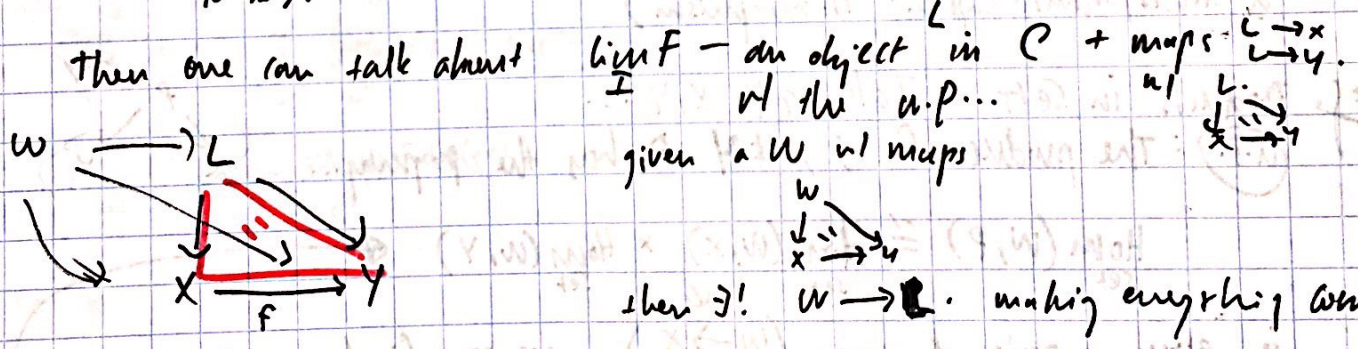 then one can talk about lim F — an object L in C + maps L → X
I L → Y.
w/ the u.p... w/ L
X → Y
given a W w/ maps
W → L
W
X → Y
X → Y
f
then ∃! W → L. making everything com